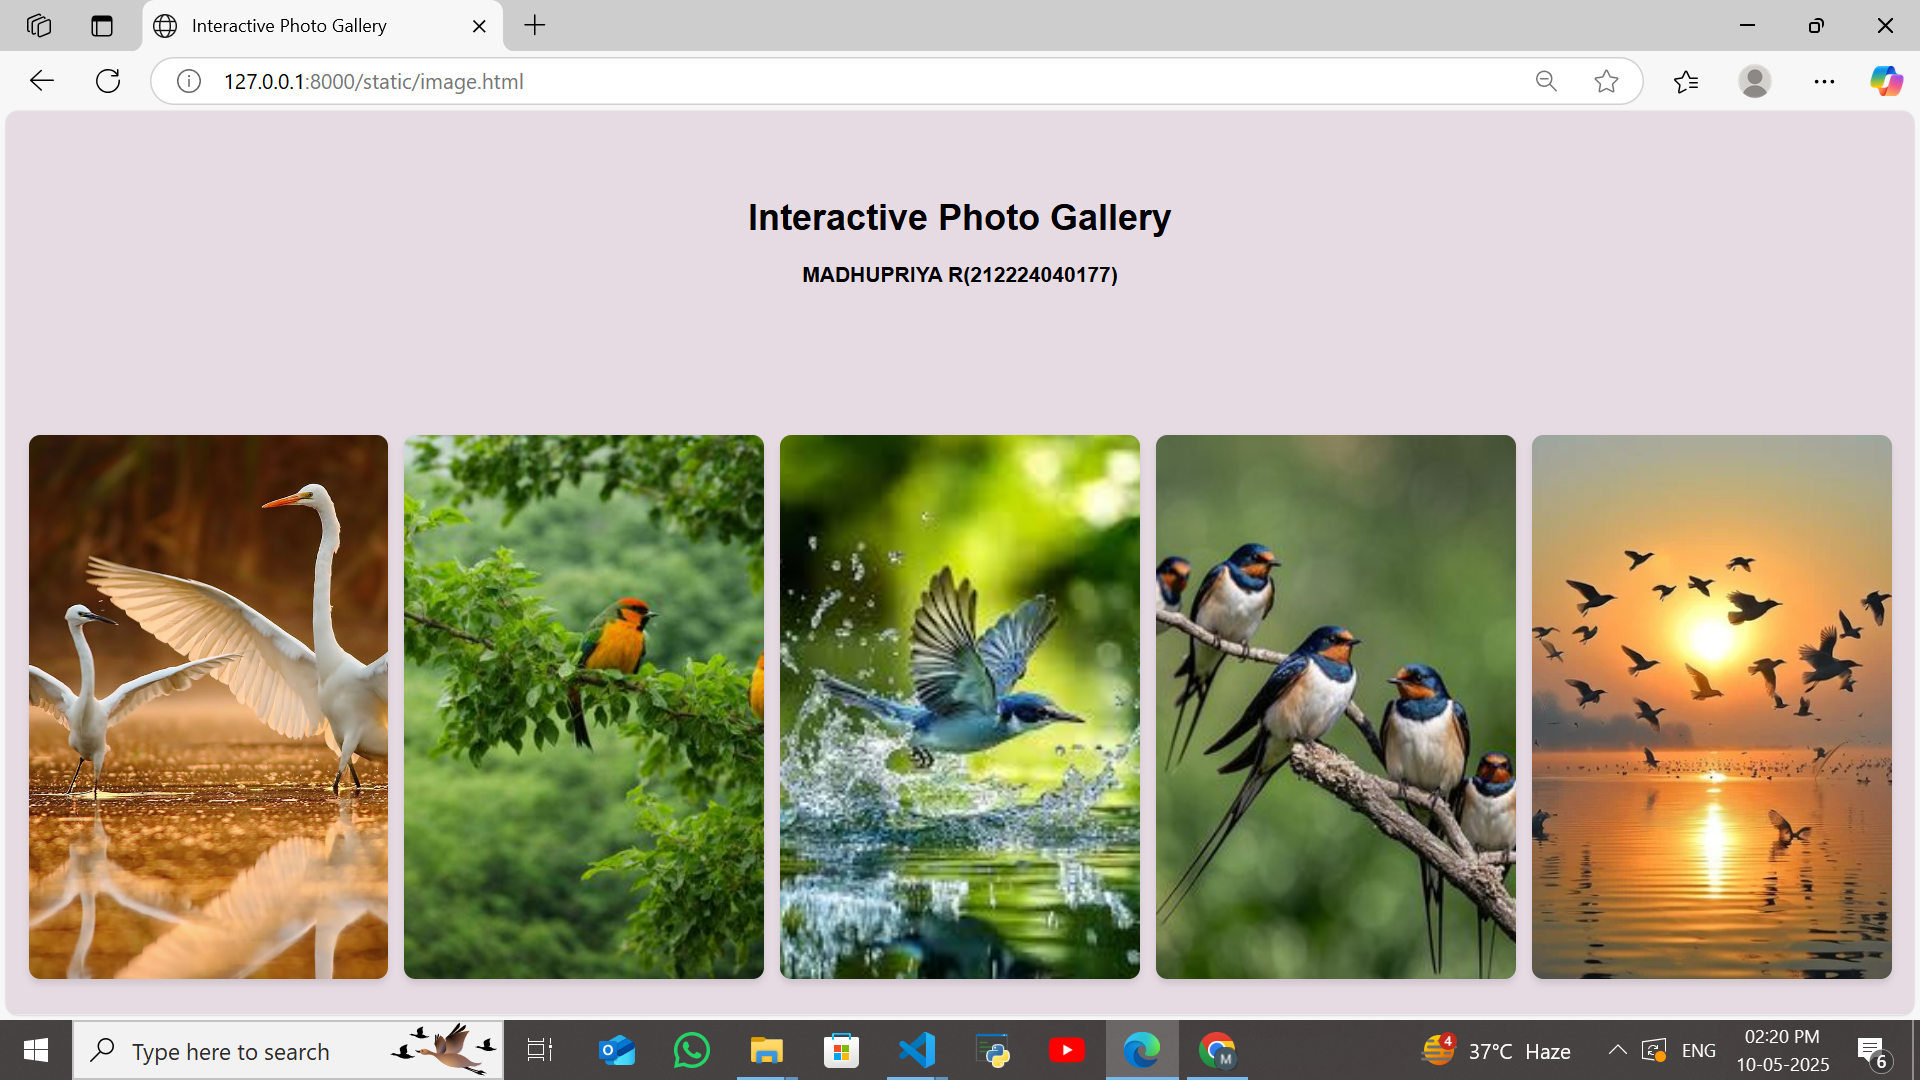 Interactive Photo Gallery
127.0.0.1:8000/static/image.html
Interactive Photo Gallery
MADHUPRIYA R(212224040177)
Type here to search
O
M
4
37°C Haze
ENG
02:20 PM
10-05-2025
6